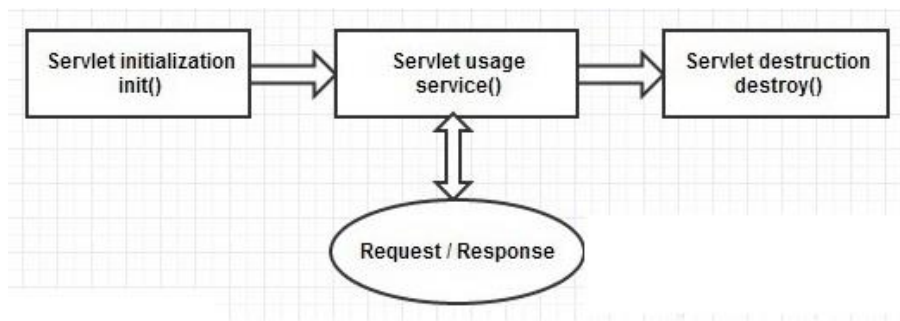 Servlet initialization
init()
Servlet usage
service()
Servlet destruction
destroy()
Request / Response